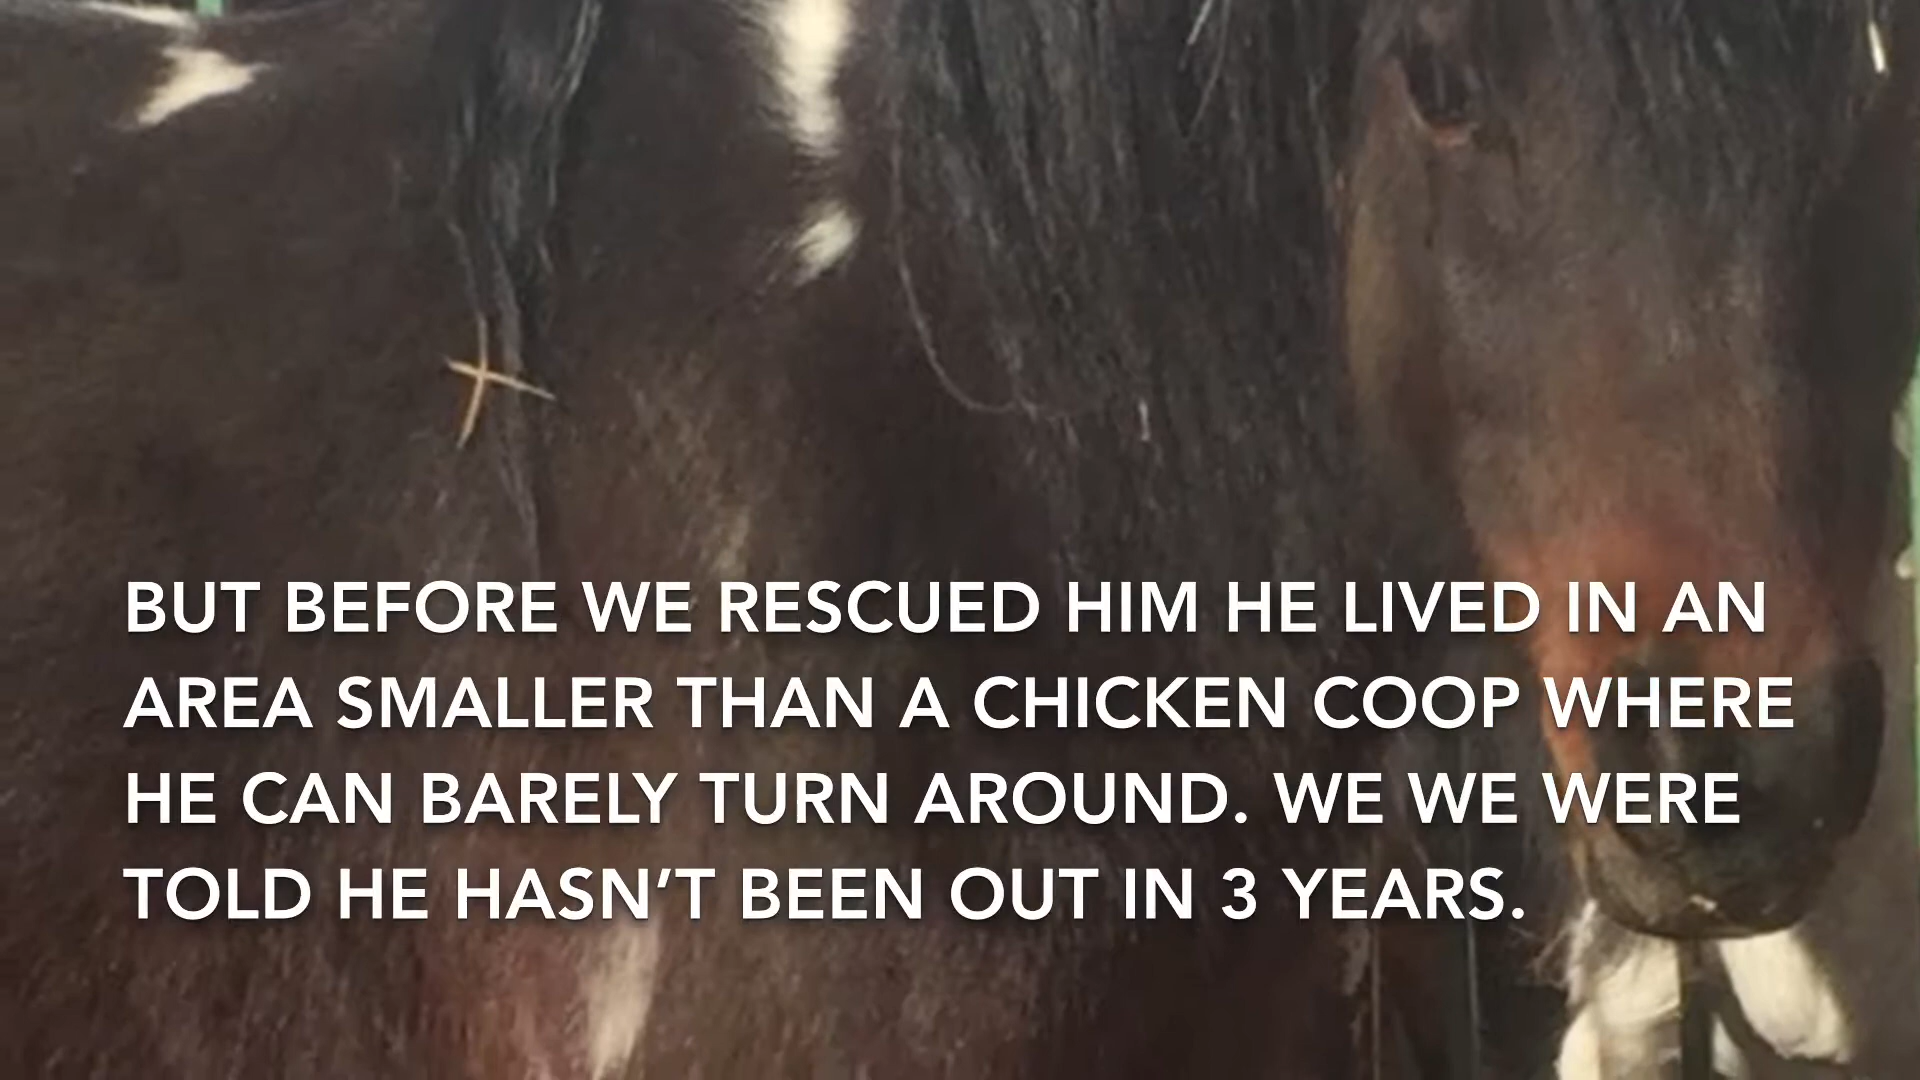 BUT BEFORE WE RESCUED HIM HE LIVED IN AN
AREA SMALLER THAN A CHICKEN COOP WHERE
HE CAN BARELY TURN AROUND. WE WE WERE
TOLD HE HASN’T BEEN OUT IN 3 YEARS.